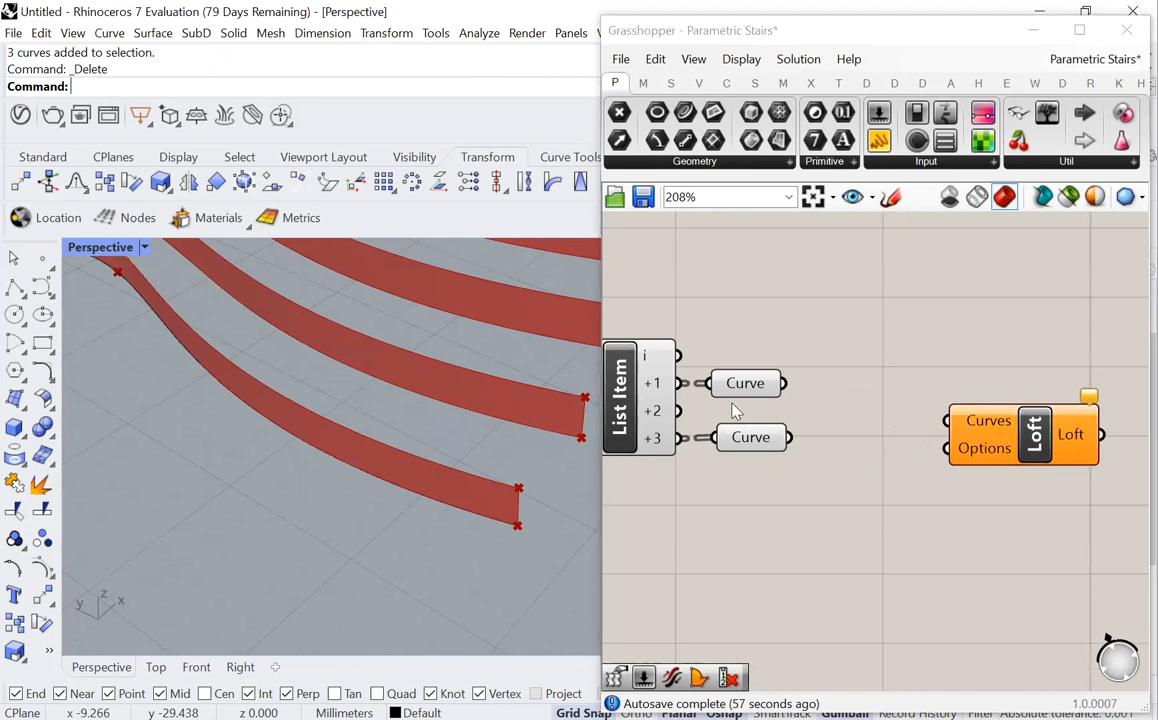 Untitled - Rhinoceros 7 Evaluation (79 Days Remaining) - [Perspective]
File Edit View Curve Surface SubD Solid Mesh Dimension Transform Tools Analyze Render Panels
3 curves added to selection.
Command: _Delete
Command:
Standard CPlanes Display Select Viewport Layout Visibility Transform Curve Tools
Location Nodes Materials Metrics
Perspective
z
y x
Perspective Top Front Right
End Near Point Mid Cen Int Perp Tan Quad Knot Vertex Project
CPlane x -9.266 y -29.438 z 0.000 Millimeters Default Grid Snap Ortho Planar Osnap SmartTrack Gumball Record History
Grasshopper - Parametric Stairs*
File Edit View Display Solution Help Parametric Stairs*
P M S V C S M X T D D A H E W D R K H
Geometry Primitive Input Util
208%
List Item
i
+1
+2
+3
Curve
Curve
Curves
Options
Loft
Loft
Autosave complete (57 seconds ago)
1.0.0007